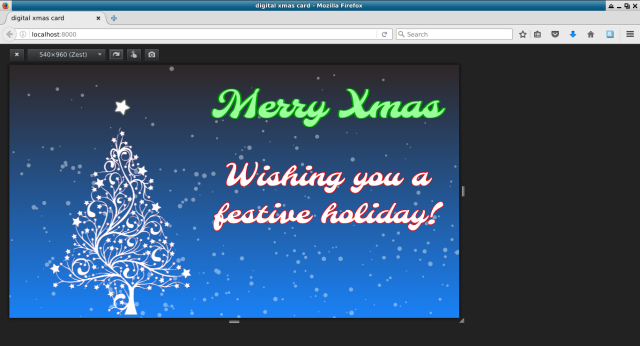 digital xmas card - Mozilla Firefox
digital xmas card
localhost:8000
Search
540×960 (Zest)
Merry Xmas
Wishing you a
festive holiday!